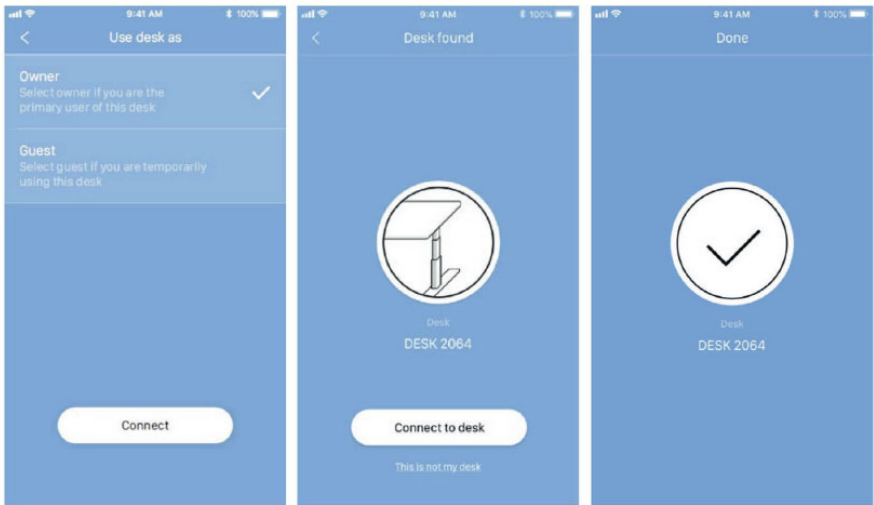 9:41 AM
100%
Use desk as
Owner
Select owner if you are the
primary user of this desk
Guest
Select guest if you are temporarily
using this desk
Connect
9:41 AM
100%
Desk found
Desk
DESK 2064
Connect to desk
This is not my desk
9:41 AM
100%
Done
Desk
DESK 2064